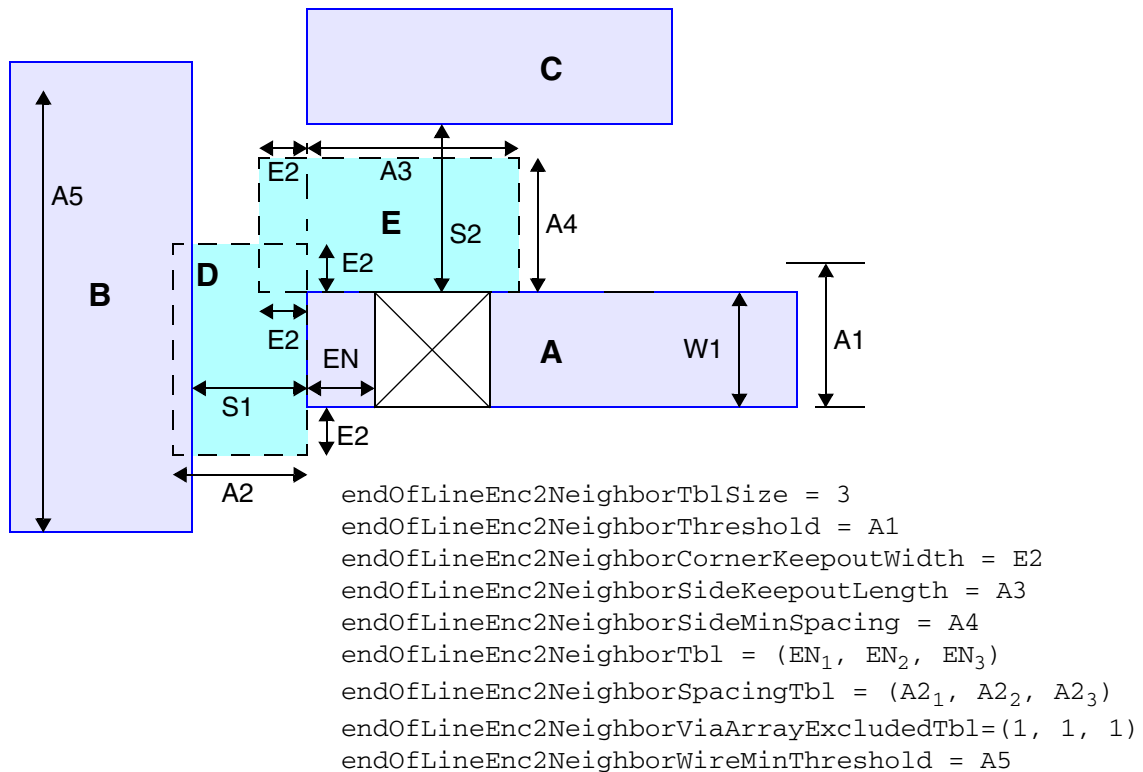 C
E2
A3
A5
E
S2
A4
D
E2
B
E2
EN
A
W1
A1
S1
E2
A2
endOfLineEnc2NeighborTblSize = 3
endOfLineEnc2NeighborThreshold = A1
endOfLineEnc2NeighborCornerKeepoutWidth = E2
endOfLineEnc2NeighborSideKeepoutLength = A3
endOfLineEnc2NeighborSideMinSpacing = A4
endOfLineEnc2NeighborTbl = (EN1, EN2, EN3)
endOfLineEnc2NeighborSpacingTbl = (A21, A22, A23)
endOfLineEnc2NeighborViaArrayExcludedTbl=(1, 1, 1)
endOfLineEnc2NeighborWireMinThreshold = A5